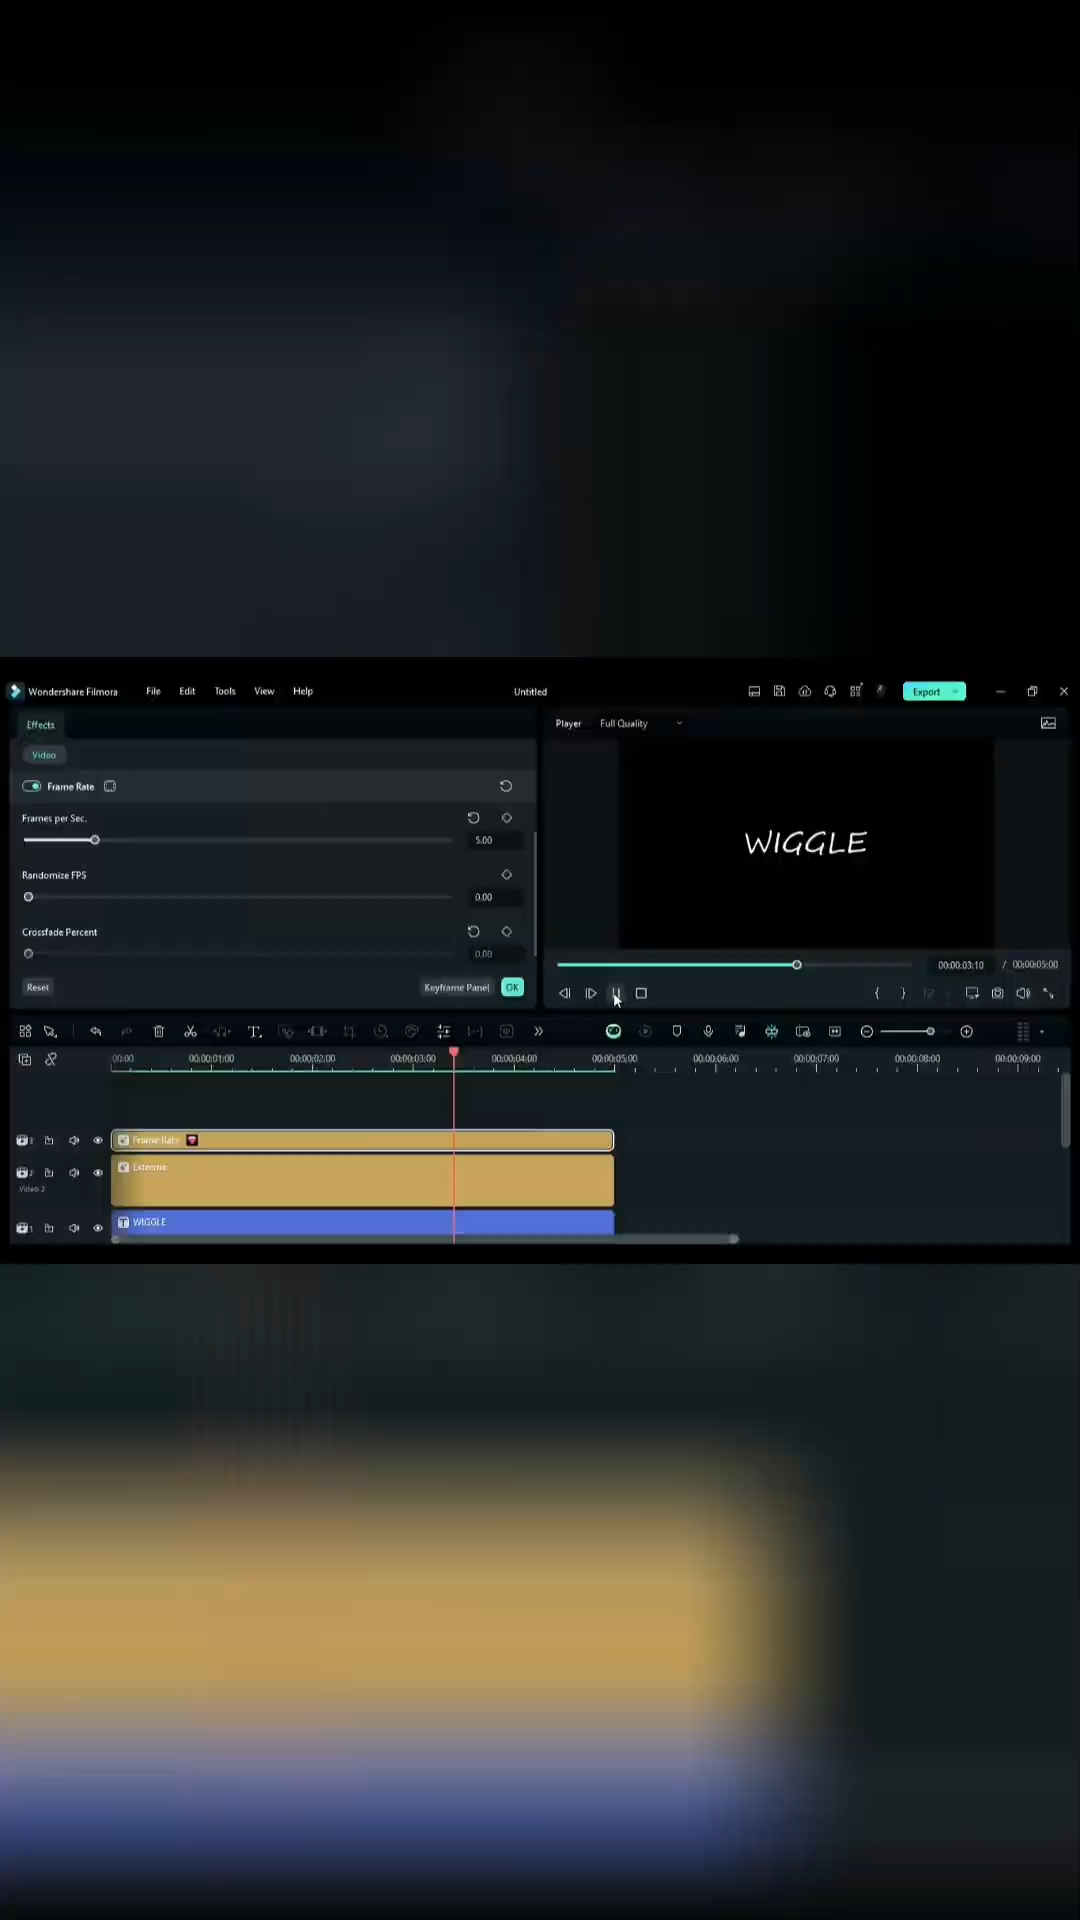 Wondershare Filmora File Edit Tools View Help Untitled Export
Effects
Player Full Quality
Video
Frame Rate
Frames per Sec.
5.00
Randomize FPS
0.00
Crossfade Percent
0.00
Reset Keyframe Panel OK
WIGGLE
00:00:03:10 / 00:00:05:00
00:00 00:00:01:00 00:00:02:00 00:00:03:00 00:00:04:00 00:00:05:00 00:00:06:00 00:00:07:00 00:00:08:00 00:00:09:00
Frame Rate
Extreme
Video 2
WIGGLE